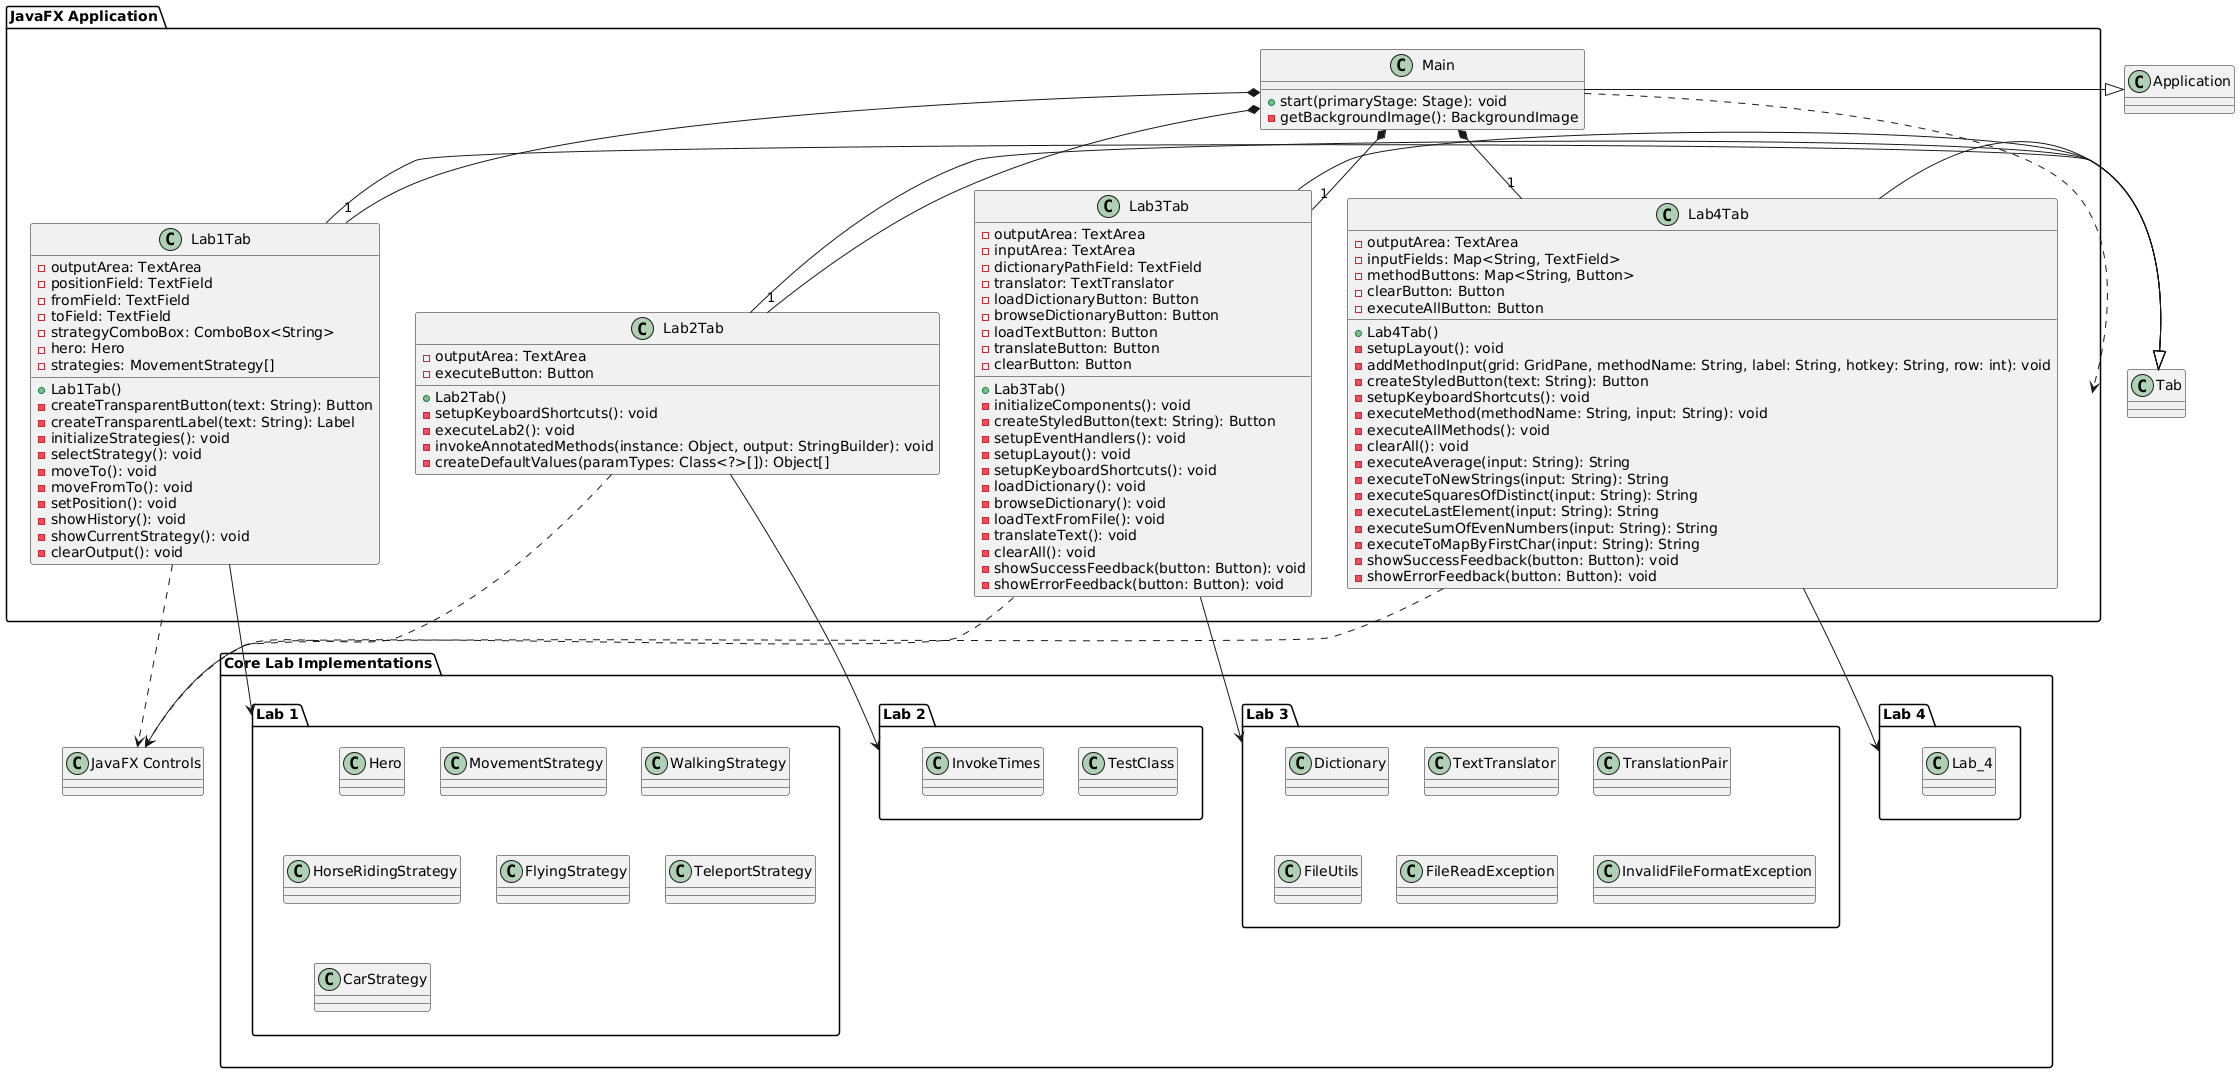 JavaFX Application
C Main
start(primaryStage: Stage): void
getBackgroundImage(): BackgroundImage
C Application
1
1
1
1
C Lab1Tab
outputArea: TextArea
positionField: TextField
fromField: TextField
toField: TextField
strategyComboBox: ComboBox<String>
hero: Hero
strategies: MovementStrategy[]
Lab1Tab()
createTransparentButton(text: String): Button
createTransparentLabel(text: String): Label
initializeStrategies(): void
selectStrategy(): void
moveTo(): void
moveFromTo(): void
setPosition(): void
showHistory(): void
showCurrentStrategy(): void
clearOutput(): void
C Lab2Tab
outputArea: TextArea
executeButton: Button
Lab2Tab()
setupKeyboardShortcuts(): void
executeLab2(): void
invokeAnnotatedMethods(instance: Object, output: StringBuilder): void
createDefaultValues(paramTypes: Class<?>[]): Object[]
C Lab3Tab
outputArea: TextArea
inputArea: TextArea
dictionaryPathField: TextField
translator: TextTranslator
loadDictionaryButton: Button
browseDictionaryButton: Button
loadTextButton: Button
translateButton: Button
clearButton: Button
Lab3Tab()
initializeComponents(): void
createStyledButton(text: String): Button
setupEventHandlers(): void
setupLayout(): void
setupKeyboardShortcuts(): void
loadDictionary(): void
browseDictionary(): void
loadTextFromFile(): void
translateText(): void
clearAll(): void
showSuccessFeedback(button: Button): void
showErrorFeedback(button: Button): void
C Lab4Tab
outputArea: TextArea
inputFields: Map<String, TextField>
methodButtons: Map<String, Button>
clearButton: Button
executeAllButton: Button
Lab4Tab()
setupLayout(): void
addMethodInput(grid: GridPane, methodName: String, label: String, hotkey: String, row: int): void
createStyledButton(text: String): Button
setupKeyboardShortcuts(): void
executeMethod(methodName: String, input: String): void
executeAllMethods(): void
clearAll(): void
executeAverage(input: String): String
executeToNewStrings(input: String): String
executeSquaresOfDistinct(input: String): String
executeLastElement(input: String): String
executeSumOfEvenNumbers(input: String): String
executeToMapByFirstChar(input: String): String
showSuccessFeedback(button: Button): void
showErrorFeedback(button: Button): void
C Tab
Core Lab Implementations
C JavaFX Controls
Lab 1
C Hero
C MovementStrategy
C WalkingStrategy
C HorseRidingStrategy
C FlyingStrategy
C TeleportStrategy
C CarStrategy
Lab 2
C InvokeTimes
C TestClass
Lab 3
C Dictionary
C TextTranslator
C TranslationPair
C FileUtils
C FileReadException
C InvalidFileFormatException
Lab 4
C Lab_4